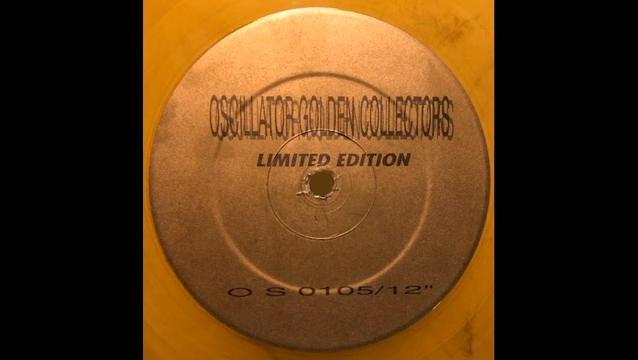 OSCILLATOR GOLDEN COLLECTORS
LIMITED EDITION
O S 0105/12"